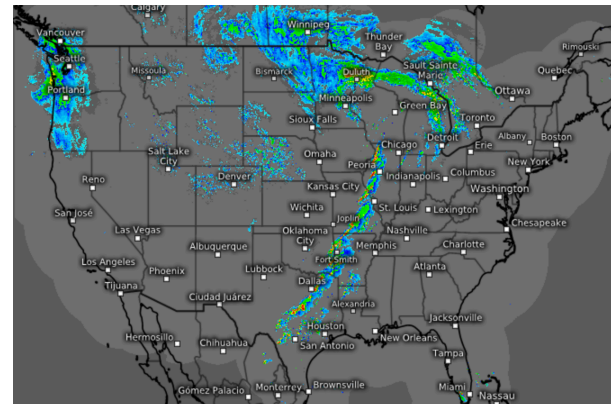 Calgary
Winnipeg
Vancouver
Thunder
Bay
Rimouski
Seattle
Missoula
Bismarck
Duluth
Sault Sainte
Marie
Quebec
Portland
Minneapolis
Ottawa
Green Bay
Sioux Falls
Toronto
Albany
Boston
Salt Lake
City
Omaha
Chicago
Detroit
Erie
Peoria
New York
Reno
Denver
Kansas City
Indianapolis
Columbus
Washington
San José
Wichita
St. Louis
Lexington
Las Vegas
Joplin
Chesapeake
Oklahoma
City
Nashville
Albuquerque
Memphis
Charlotte
Los Angeles
Fort Smith
Phoenix
Lubbock
Atlanta
Tijuana
Dallas
Ciudad Juárez
Alexandria
Jacksonville
Hermosillo
Houston
Chihuahua
San Antonio
New Orleans
Tampa
Gómez Palacio
Monterrey
Brownsville
Miami
Nassau